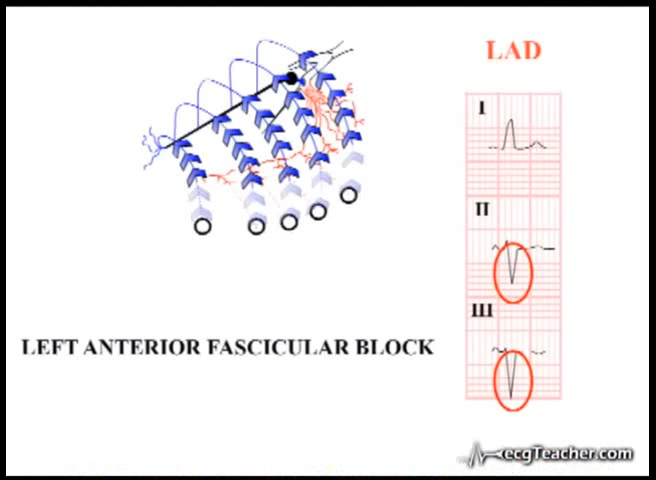 LAD
I
II
III
LEFT ANTERIOR FASCICULAR BLOCK
ecgTeacher.com